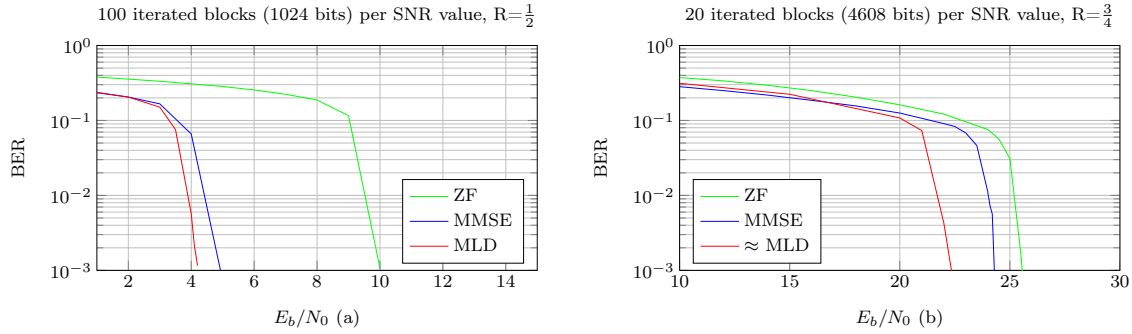 100 iterated blocks (1024 bits) per SNR value, R=1/2
10^0
10^−1
10^−2
10^−3
BER
2 4 6 8 10 12 14
E_b/N_0 (a)
ZF
MMSE
MLD
20 iterated blocks (4608 bits) per SNR value, R=3/4
10^0
10^−1
10^−2
10^−3
BER
10 15 20 25 30
E_b/N_0 (b)
ZF
MMSE
≈ MLD